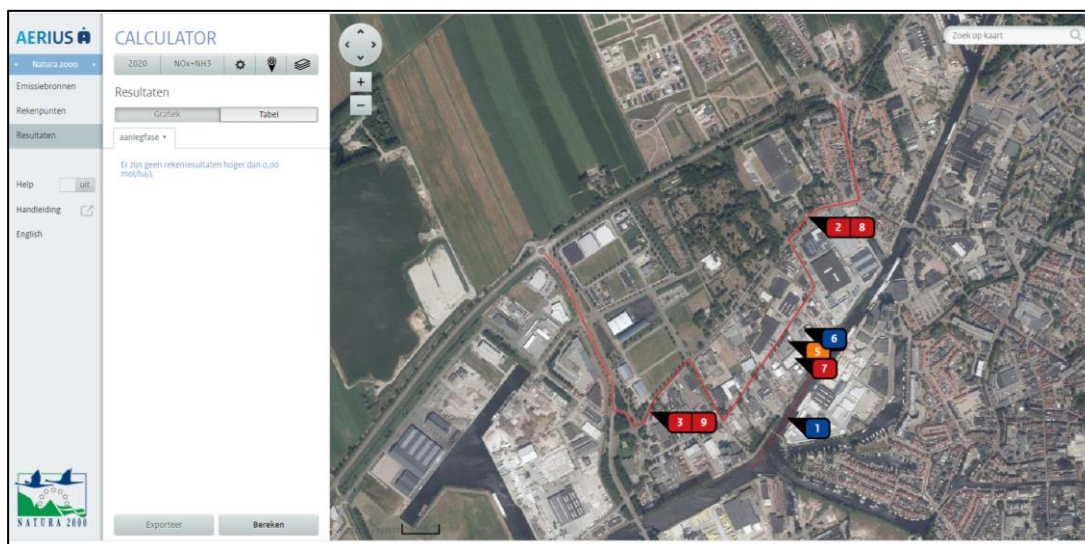 AERIUS
CALCULATOR
Natura 2000
2020 NOx+NH3
Zoek op kaart
Emissiebronnen
Rekenpunten
Resultaten
Resultaten
Grafiek Tabel
aanlegfase
Er zijn geen rekenresultaten hoger dan 0,00
mol/ha/j.
Help uit
Handleiding
English
2 8
6
5
7
3 9
1
NATURA 2000
Exporteer Bereken